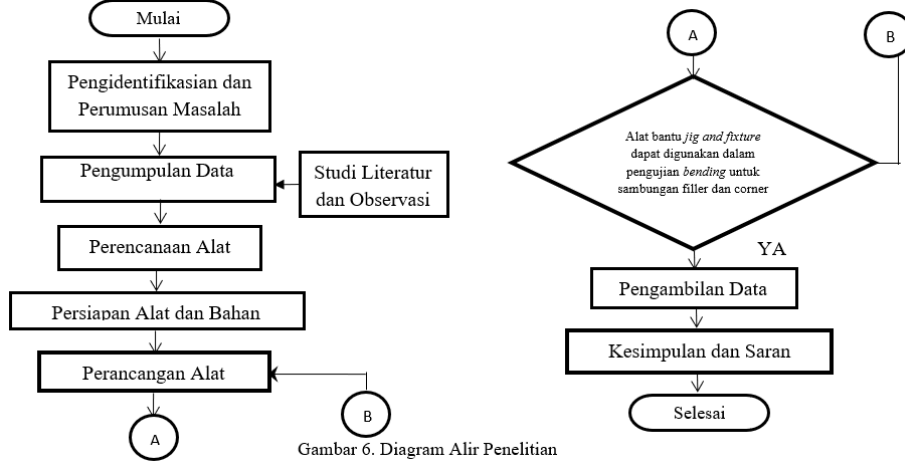 Mulai
Pengidentifikasian dan
Perumusan Masalah
Pengumpulan Data
Studi Literatur
dan Observasi
Perencanaan Alat
Persiapan Alat dan Bahan
Perancangan Alat
B
A
A
B
Alat bantu jig and fixture
dapat digunakan dalam
pengujian bending untuk
sambungan filler dan corner
YA
Pengambilan Data
Kesimpulan dan Saran
Selesai
Gambar 6. Diagram Alir Penelitian